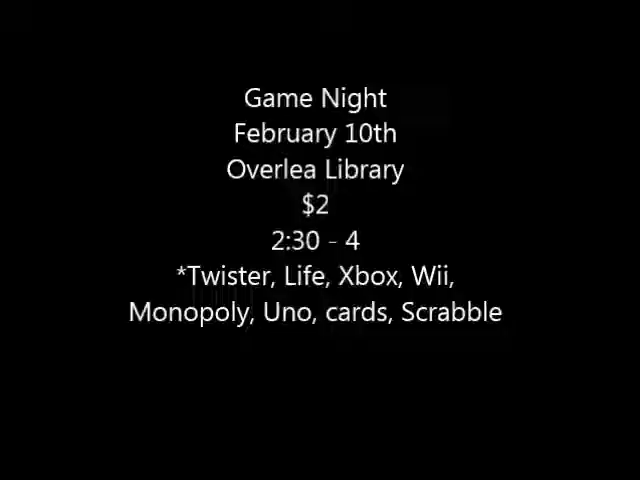 Game Night
February 10th
Overlea Library
$2
2:30 - 4
*Twister, Life, Xbox, Wii,
Monopoly, Uno, cards, Scrabble